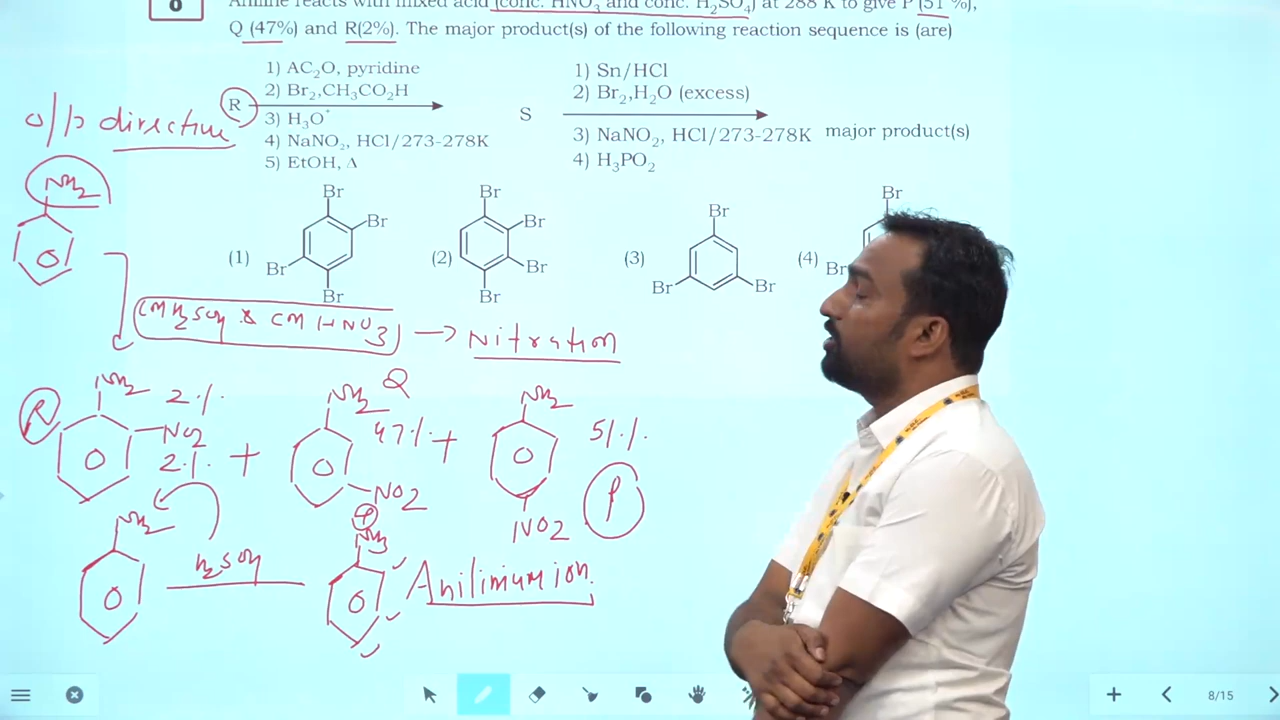 8 Aniline reacts with mixed acid (conc. HNO3 and conc. H2SO4) at 288 K to give P (51 %),
Q (47%) and R(2%). The major product(s) of the following reaction sequence is (are)
1) AC2O, pyridine
2) Br2,CH3CO2H
R
3) H3O+
4) NaNO2, HCl/273-278K
5) EtOH, Δ
S
1) Sn/HCl
2) Br2,H2O (excess)
3) NaNO2, HCl/273-278K
4) H3PO2
major product(s)
o/p directive
NH2
(1) Br Br Br Br
(2) Br Br Br Br
(3) Br Br Br
(4) Br Br
→ Nitration
R NH2 2% NO2 2%
+
NH2 Q 47% NO2
+
NH2 51% NO2 P
NH2
H2SO4
⊕
NH3
Anilinium ion.
8/15